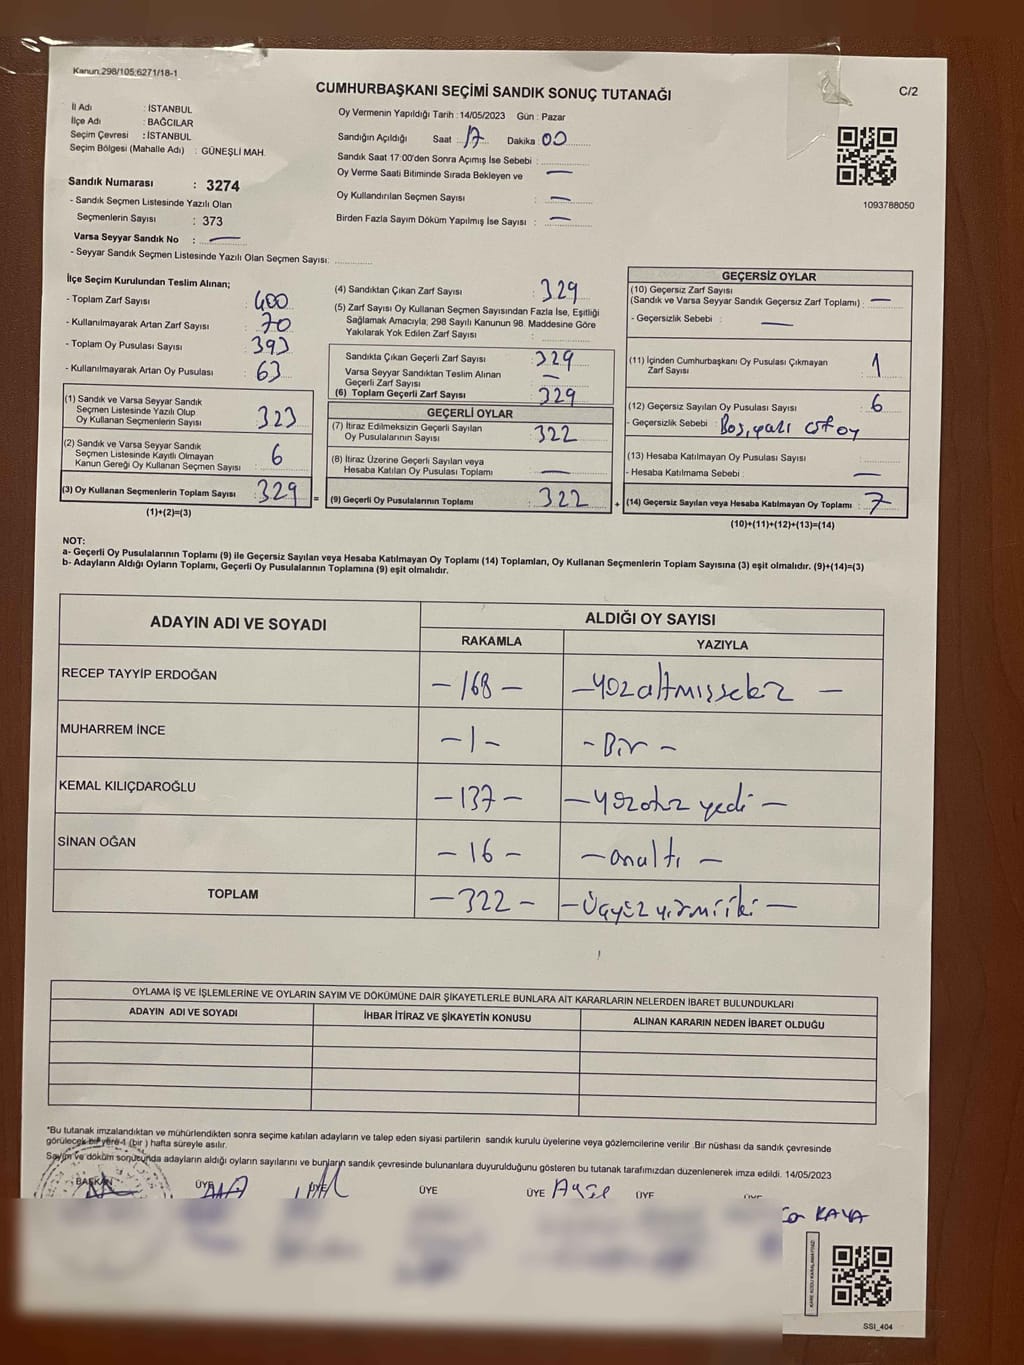 Kanun.298/105,6271/18-1
CUMHURBAŞKANI SEÇİMİ SANDIK SONUÇ TUTANAĞI
C/2
İl Adı : İSTANBUL
İlçe Adı : BAĞCILAR
Seçim Çevresi : İSTANBUL
Seçim Bölgesi (Mahalle Adı) : GÜNEŞLİ MAH.
Sandık Numarası : 3274
- Sandık Seçmen Listesinde Yazılı Olan
Seçmenlerin Sayısı : 373
Varsa Seyyar Sandık No : —
- Seyyar Sandık Seçmen Listesinde Yazılı Olan Seçmen Sayısı:
Oy Vermenin Yapıldığı Tarih : 14/05/2023 Gün : Pazar
Sandığın Açıldığı Saat : 17 Dakika : 00
Sandık Saat 17:00'den Sonra Açımış İse Sebebi :
Oy Verme Saati Bitiminde Sırada Bekleyen ve —
Oy Kullandırılan Seçmen Sayısı : —
Birden Fazla Sayım Döküm Yapılmış İse Sayısı : —
1093788050
İlçe Seçim Kurulundan Teslim Alınan;
- Toplam Zarf Sayısı : 400
- Kullanılmayarak Artan Zarf Sayısı : 70
- Toplam Oy Pusulası Sayısı : 393
- Kullanılmayarak Artan Oy Pusulası : 63
(1) Sandık ve Varsa Seyyar Sandık
Seçmen Listesinde Yazılı Olup
Oy Kullanan Seçmenlerin Sayısı : 323
(2) Sandık ve Varsa Seyyar Sandık
Seçmen Listesinde Kayıtlı Olmayan
Kanun Gereği Oy Kullanan Seçmen Sayısı : 6
(3) Oy Kullanan Seçmenlerin Toplam Sayısı : 329 =
(1)+(2)=(3)
(4) Sandıktan Çıkan Zarf Sayısı : 329
(5) Zarf Sayısı Oy Kullanan Seçmen Sayısından Fazla İse, Eşitliği
Sağlamak Amacıyla, 298 Sayılı Kanunun 98. Maddesine Göre
Yakılarak Yok Edilen Zarf Sayısı :
Sandıkta Çıkan Geçerli Zarf Sayısı : 329
Varsa Seyyar Sandıktan Teslim Alınan
Geçerli Zarf Sayısı : —
(6) Toplam Geçerli Zarf Sayısı : 329
GEÇERLİ OYLAR
(7) İtiraz Edilmeksizin Geçerli Sayılan
Oy Pusulalarının Sayısı : 322
(8) İtiraz Üzerine Geçerli Sayılan veya
Hesaba Katılan Oy Pusulası Toplamı : —
(9) Geçerli Oy Pusulalarının Toplamı : 322 +
GEÇERSİZ OYLAR
(10) Geçersiz Zarf Sayısı
(Sandık ve Varsa Seyyar Sandık Geçersiz Zarf Toplamı) : —
- Geçersizlik Sebebi : —
(11) İçinden Cumhurbaşkanı Oy Pusulası Çıkmayan
Zarf Sayısı : 1
(12) Geçersiz Sayılan Oy Pusulası Sayısı : 6
- Geçersizlik Sebebi : Boş, oy
(13) Hesaba Katılmayan Oy Pusulası Sayısı :
- Hesaba Katılmama Sebebi : —
(14) Geçersiz Sayılan veya Hesaba Katılmayan Oy Toplamı : 7
(10)+(11)+(12)+(13)=(14)
NOT:
a- Geçerli Oy Pusulalarının Toplamı (9) ile Geçersiz Sayılan veya Hesaba Katılmayan Oy Toplamı (14) Toplamları, Oy Kullanan Seçmenlerin Toplam Sayısına (3) eşit olmalıdır. (9)+(14)=(3)
b- Adayların Aldığı Oyların Toplamı, Geçerli Oy Pusulalarının Toplamına (9) eşit olmalıdır.
ADAYIN ADI VE SOYADI
ALDIĞI OY SAYISI
RAKAMLA YAZIYLA
RECEP TAYYİP ERDOĞAN – 168 – – yüzaltmışsekiz –
MUHARREM İNCE – 1 – – Bir –
KEMAL KILIÇDAROĞLU – 137 – – yüzotuz yedi –
SİNAN OĞAN – 16 – – onaltı –
TOPLAM – 322 – – Üçyüz yirmiiki –
OYLAMA İŞ VE İŞLEMLERİNE VE OYLARIN SAYIM VE DÖKÜMÜNE DAİR ŞİKAYETLERLE BUNLARA AİT KARARLARIN NELERDEN İBARET BULUNDUKLARI
ADAYIN ADI VE SOYADI İHBAR İTİRAZ VE ŞİKAYETİN KONUSU ALINAN KARARIN NEDEN İBARET OLDUĞU
*Bu tutanak imzalandıktan ve mühürlendikten sonra seçime katılan adayların ve talep eden siyasi partilerin sandık kurulu üyelerine veya gözlemcilerine verilir .Bir nüshası da sandık çevresinde
görülecek bir yere 1 (bir ) hafta süreyle asılır.
Sayım ve döküm sonucunda adayların aldığı oyların sayılarını ve bunların sandık çevresinde bulunanlara duyurulduğunu gösteren bu tutanak tarafımızdan düzenlenerek imza edildi. 14/05/2023
BAŞKAN ÜYE ÜYE ÜYE ÜYE Ayşe ÜYE
KAYA
SSI_404